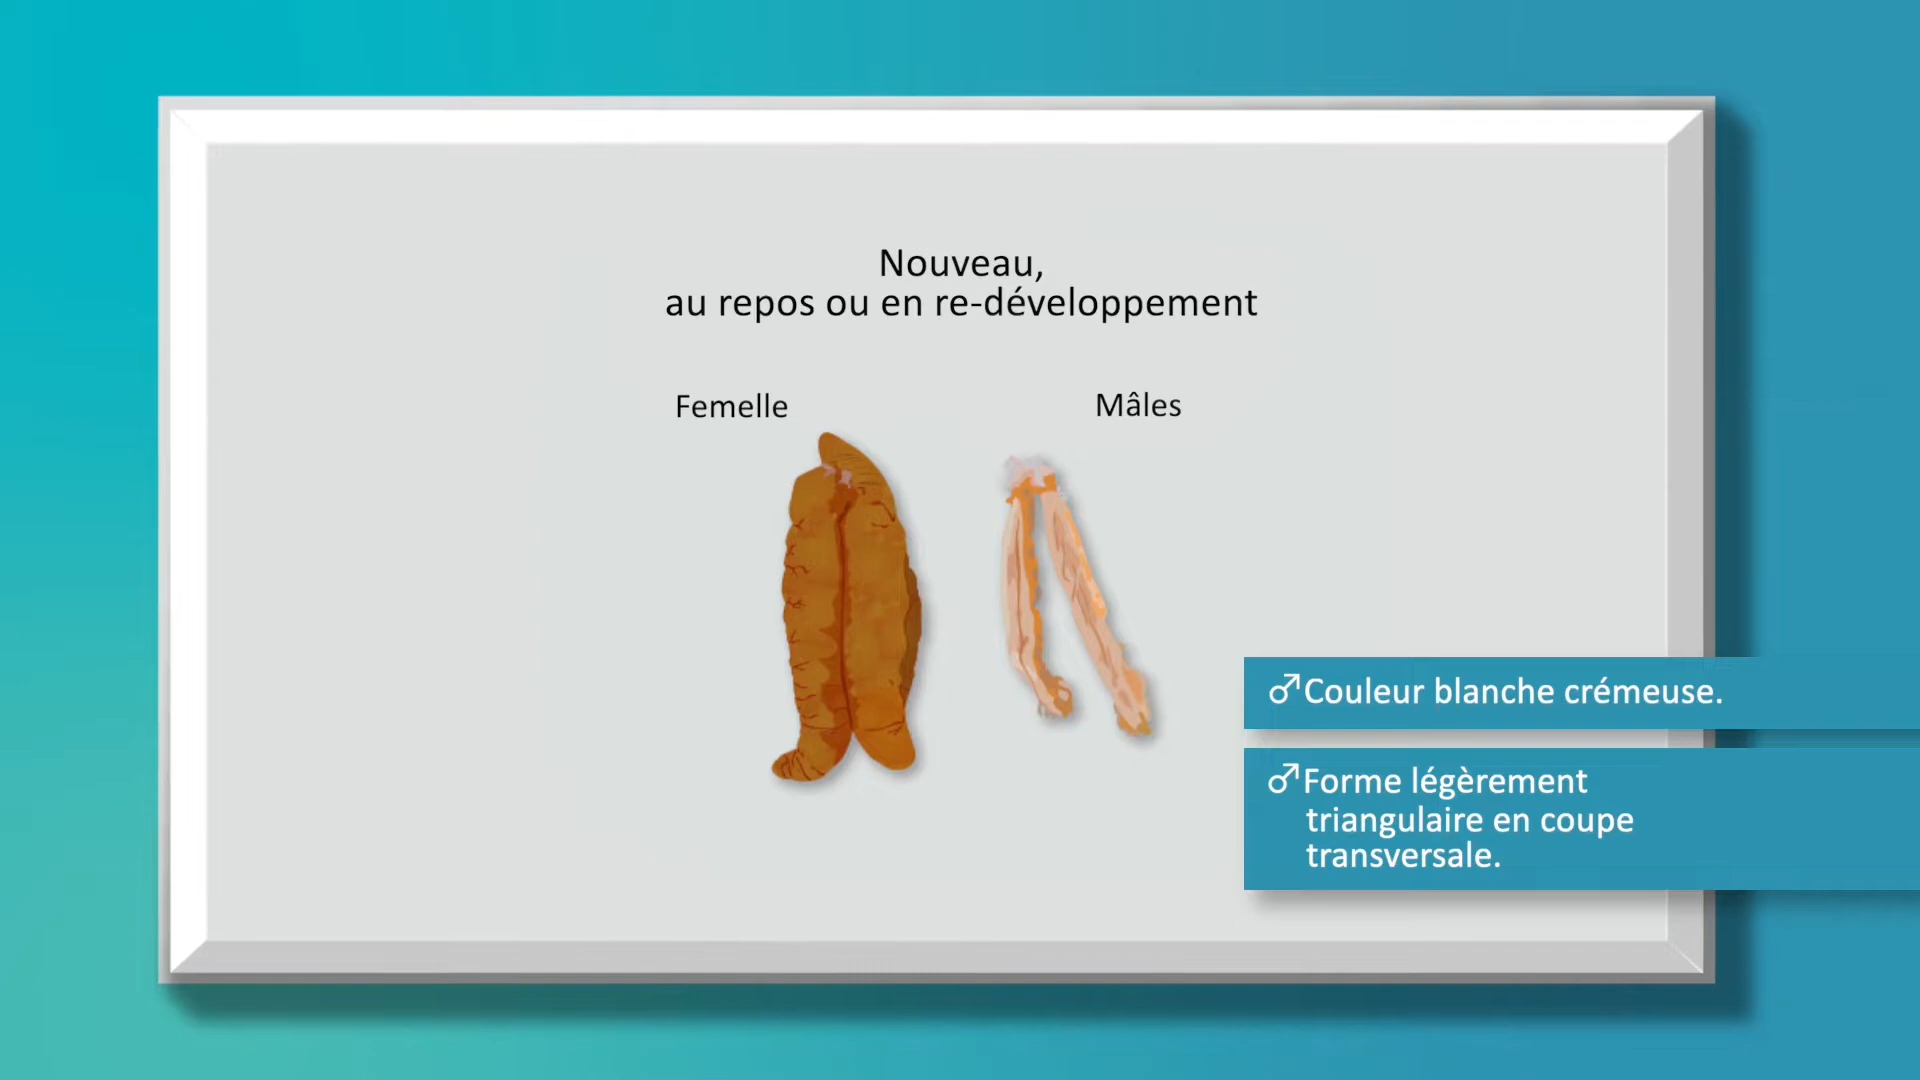 Nouveau,
au repos ou en re-développement
Femelle
Mâles
♂Couleur blanche crémeuse.
♂Forme légèrement
triangulaire en coupe
transversale.